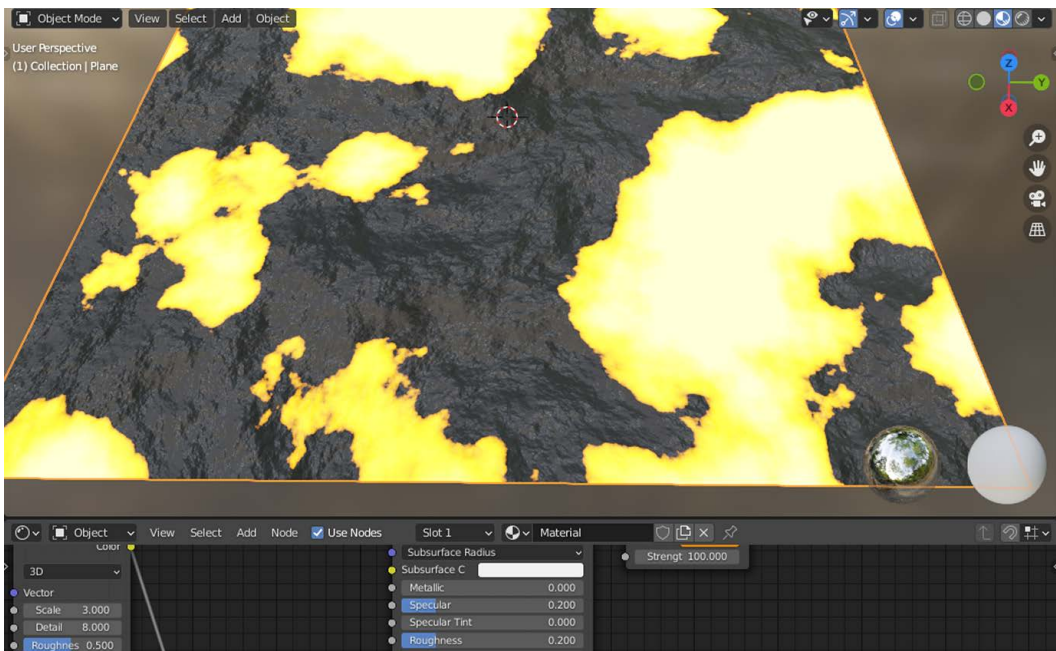 Object Mode View Select Add Object
User Perspective
(1) Collection | Plane
Z
Y
X
Object View Select Add Node Use Nodes Slot 1 Material
Color
3D
Vector
Scale 3.000
Detail 8.000
Roughnes 0.500
Subsurface Radius
Subsurface C
Metallic 0.000
Specular 0.200
Specular Tint 0.000
Roughness 0.200
Strengt 100.000